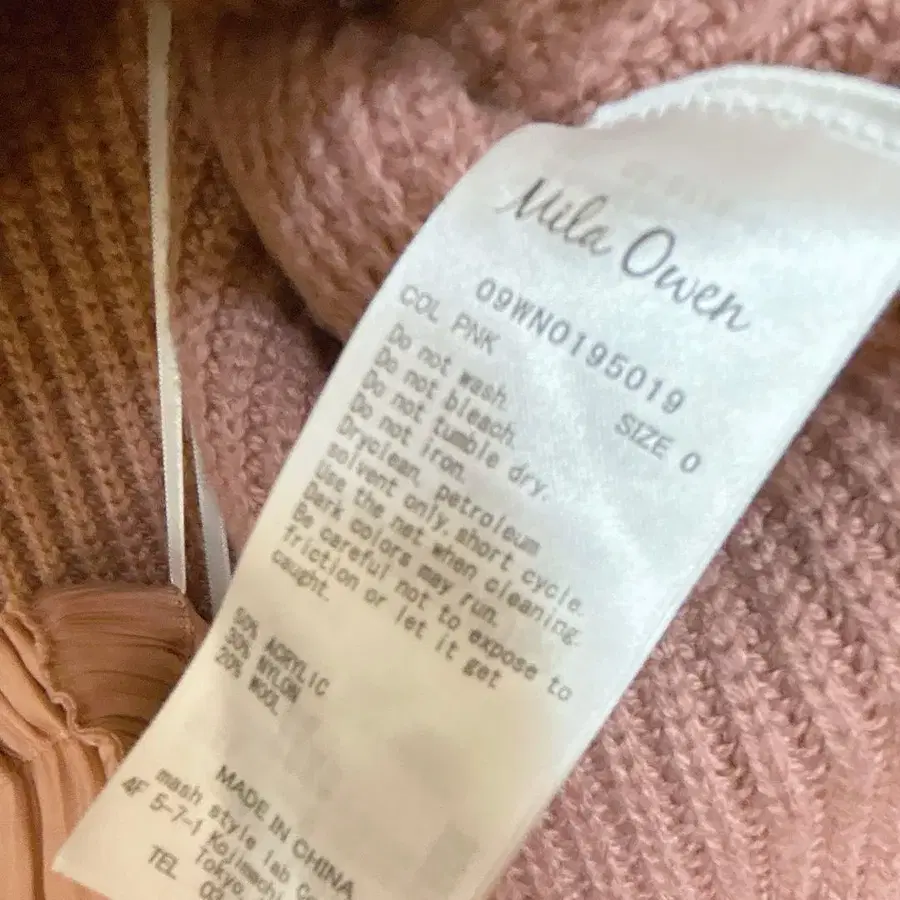 Mila Owen
09WNO195019
COL PNK
SIZE 0
Do not wash.
Do not bleach.
Do not tumble dry.
Do not iron.
Dryclean, petroleum
solvent only. short cycle.
Use the net when cleaning.
Dark colors may run.
Be careful not to expose to
friction or let it get
caught.
50% ACRYLIC
30% NYLON
20% WOOL
MADE IN CHINA
mash style lab Co
4F 5-7-1 Kojimachi
Tokyo
TEL 03